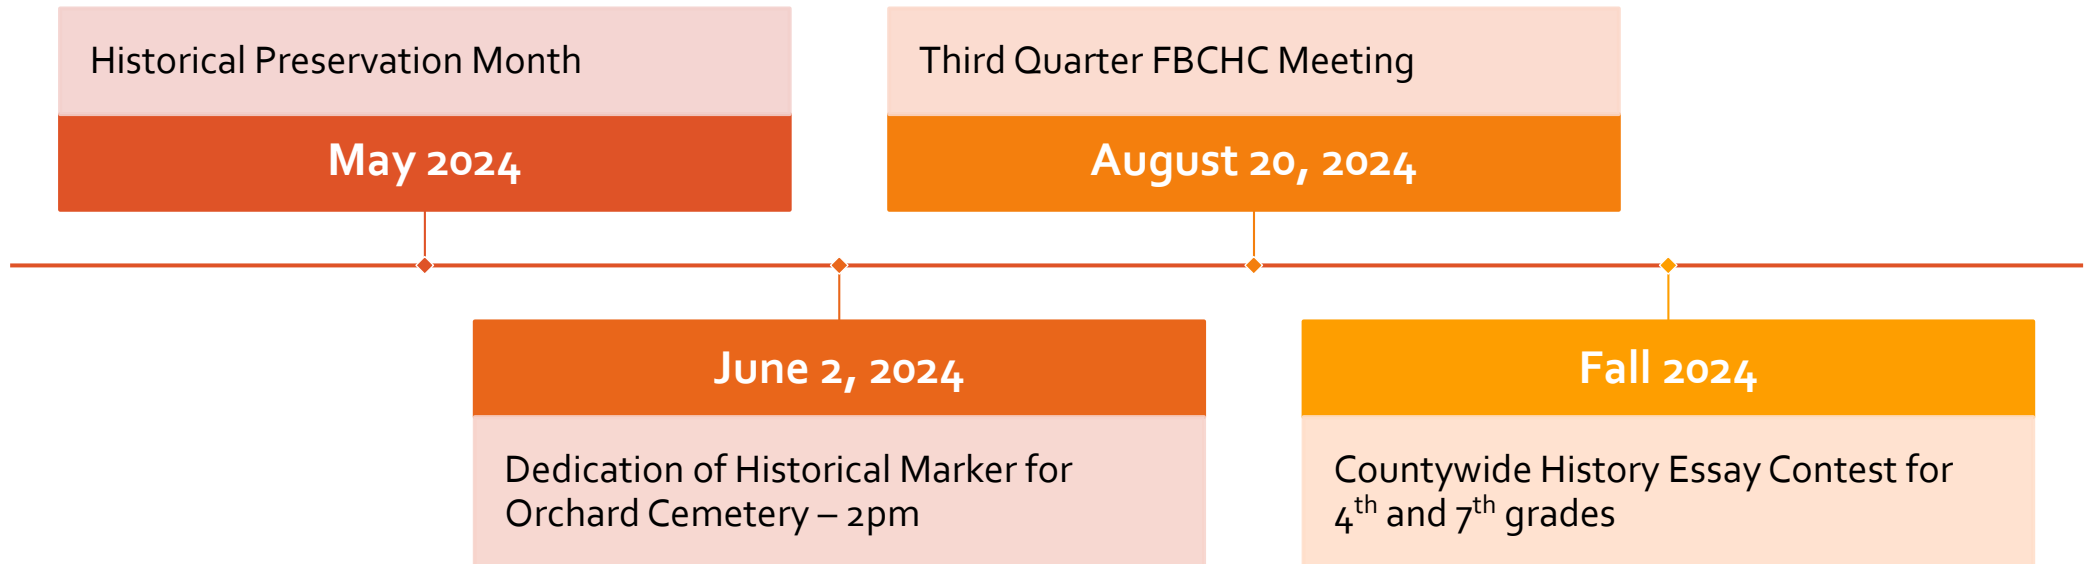 Historical Preservation Month
May 2024
Third Quarter FBCHC Meeting
August 20, 2024
June 2, 2024
Dedication of Historical Marker for
Orchard Cemetery – 2pm
Fall 2024
Countywide History Essay Contest for
4th and 7th grades